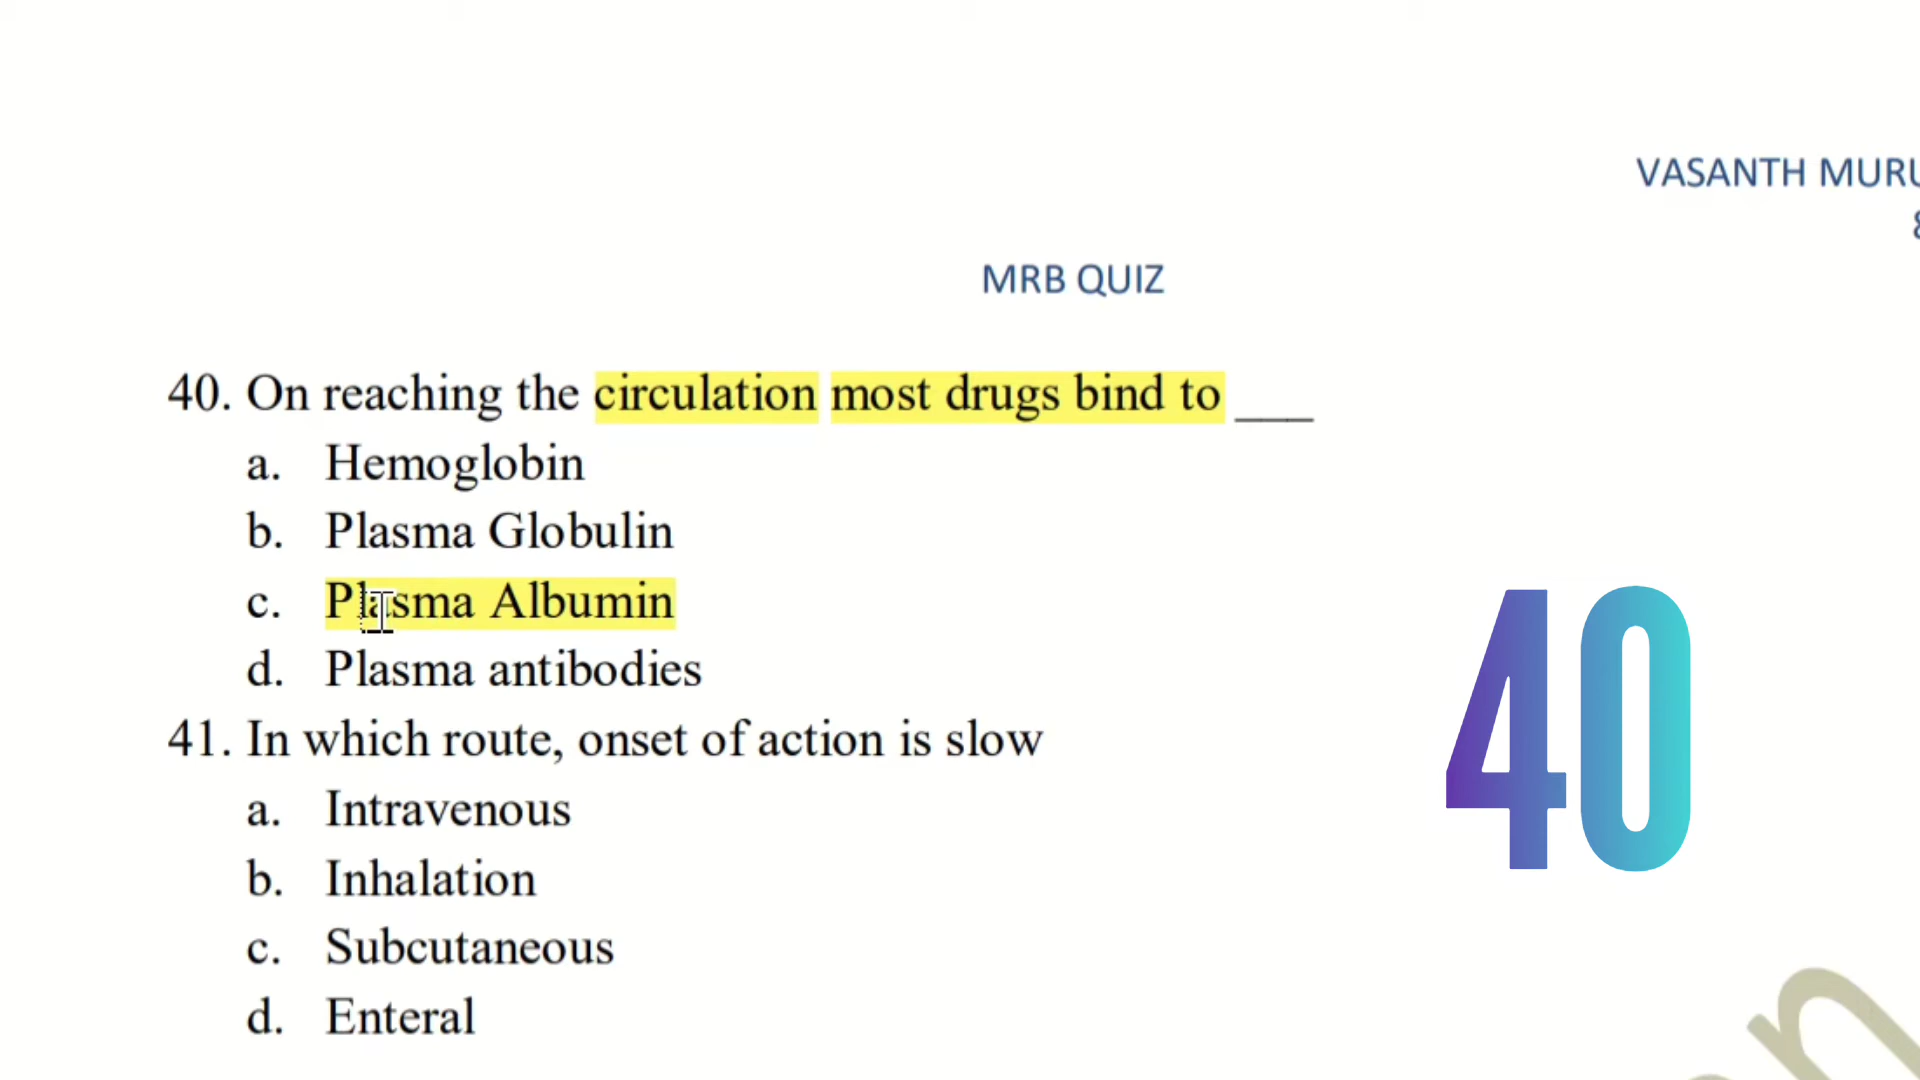 VASANTH
MRB QUIZ
40. On reaching the circulation most drugs bind to ___
a. Hemoglobin
b. Plasma Globulin
c. Plasma Albumin
d. Plasma antibodies
41. In which route, onset of action is slow
a. Intravenous
b. Inhalation
c. Subcutaneous
d. Enteral
40